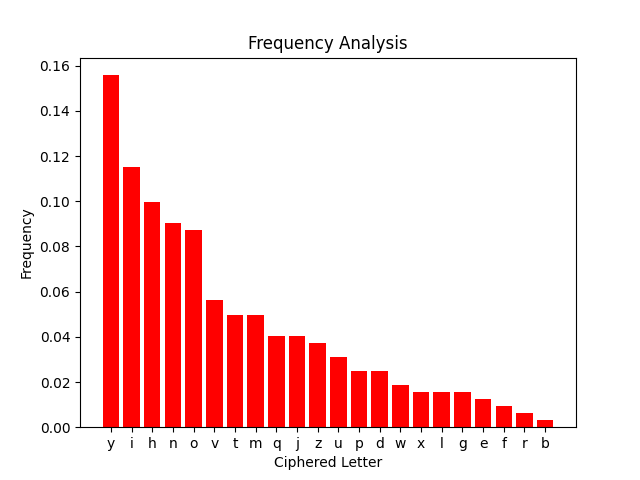 Frequency Analysis
0.16
0.14
0.12
0.10
0.08
0.06
0.04
0.02
0.00
Frequency
y i h n o v t m q j z u p d w x l g e f r b
Ciphered Letter